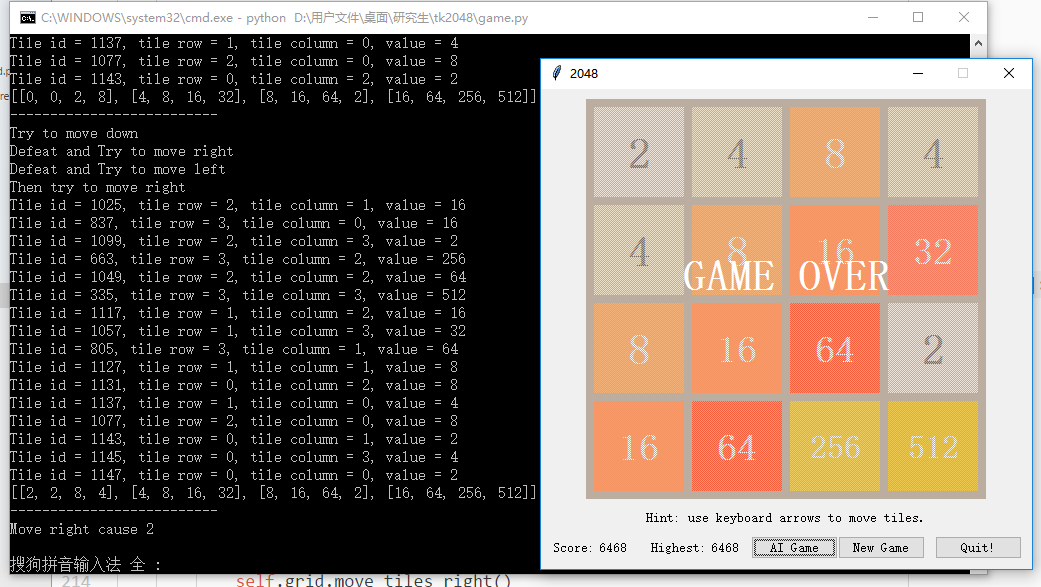 C:\WINDOWS\system32\cmd.exe - python D:\用户文件\桌面\研究生\tk2048\game.py
Tile id = 1137, tile row = 1, tile column = 0, value = 4
Tile id = 1077, tile row = 2, tile column = 0, value = 8
Tile id = 1143, tile row = 0, tile column = 2, value = 2
[[0, 0, 2, 8], [4, 8, 16, 32], [8, 16, 64, 2], [16, 64, 256, 512]]
--------------------------
Try to move down
Defeat and Try to move right
Defeat and Try to move left
Then try to move right
Tile id = 1025, tile row = 2, tile column = 1, value = 16
Tile id = 837, tile row = 3, tile column = 0, value = 16
Tile id = 1099, tile row = 2, tile column = 3, value = 2
Tile id = 663, tile row = 3, tile column = 2, value = 256
Tile id = 1049, tile row = 2, tile column = 2, value = 64
Tile id = 335, tile row = 3, tile column = 3, value = 512
Tile id = 1117, tile row = 1, tile column = 2, value = 16
Tile id = 1057, tile row = 1, tile column = 3, value = 32
Tile id = 805, tile row = 3, tile column = 1, value = 64
Tile id = 1127, tile row = 1, tile column = 1, value = 8
Tile id = 1131, tile row = 0, tile column = 2, value = 8
Tile id = 1137, tile row = 1, tile column = 0, value = 4
Tile id = 1077, tile row = 2, tile column = 0, value = 8
Tile id = 1143, tile row = 0, tile column = 1, value = 2
Tile id = 1145, tile row = 0, tile column = 3, value = 4
Tile id = 1147, tile row = 0, tile column = 0, value = 2
[[2, 2, 8, 4], [4, 8, 16, 32], [8, 16, 64, 2], [16, 64, 256, 512]]
--------------------------
Move right cause 2
搜狗拼音输入法 全 :
214 self.grid.move_tiles_right()
2048
2 4 8 4
4 8 16 32
GAME OVER
8 16 64 2
16 64 256 512
Hint: use keyboard arrows to move tiles.
Score: 6468 Highest: 6468 AI Game New Game Quit!